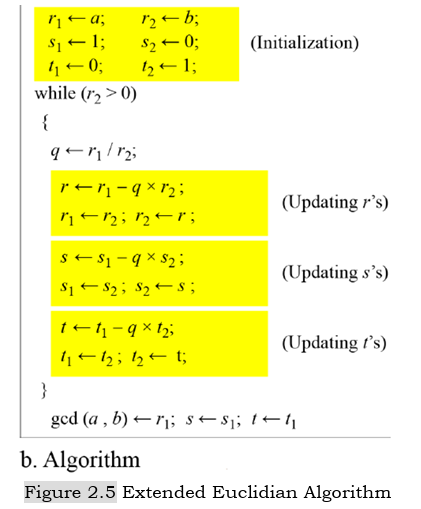 r₁ ← a; r₂ ← b;
s₁ ← 1; s₂ ← 0; (Initialization)
t₁ ← 0; t₂ ← 1;
while (r₂ > 0)
{
q ← r₁ / r₂;
r ← r₁ − q × r₂;
r₁ ← r₂; r₂ ← r; (Updating r’s)
s ← s₁ − q × s₂;
s₁ ← s₂; s₂ ← s; (Updating s’s)
t ← t₁ − q × t₂;
t₁ ← t₂; t₂ ← t; (Updating t’s)
}
gcd (a , b) ← r₁; s ← s₁; t ← t₁
b. Algorithm
Figure 2.5 Extended Euclidian Algorithm